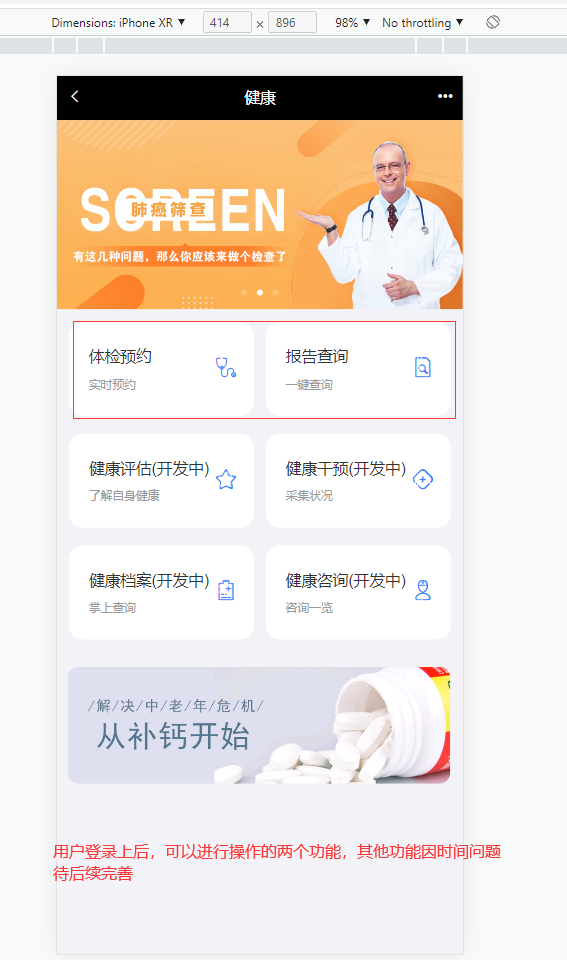 Dimensions: iPhone XR ▼ 414 × 896 98% ▼ No throttling ▼
健康
SCREEN
肺癌筛查
有这几种问题，那么你应该来做个检查了
体检预约 报告查询
实时预约 一键查询
健康评估(开发中) 健康干预(开发中)
了解自身健康 采集状况
健康档案(开发中) 健康咨询(开发中)
掌上查询 咨询一览
/解/决/中/老/年/危/机/
从补钙开始
用户登录上后，可以进行操作的两个功能，其他功能因时间问题
待后续完善